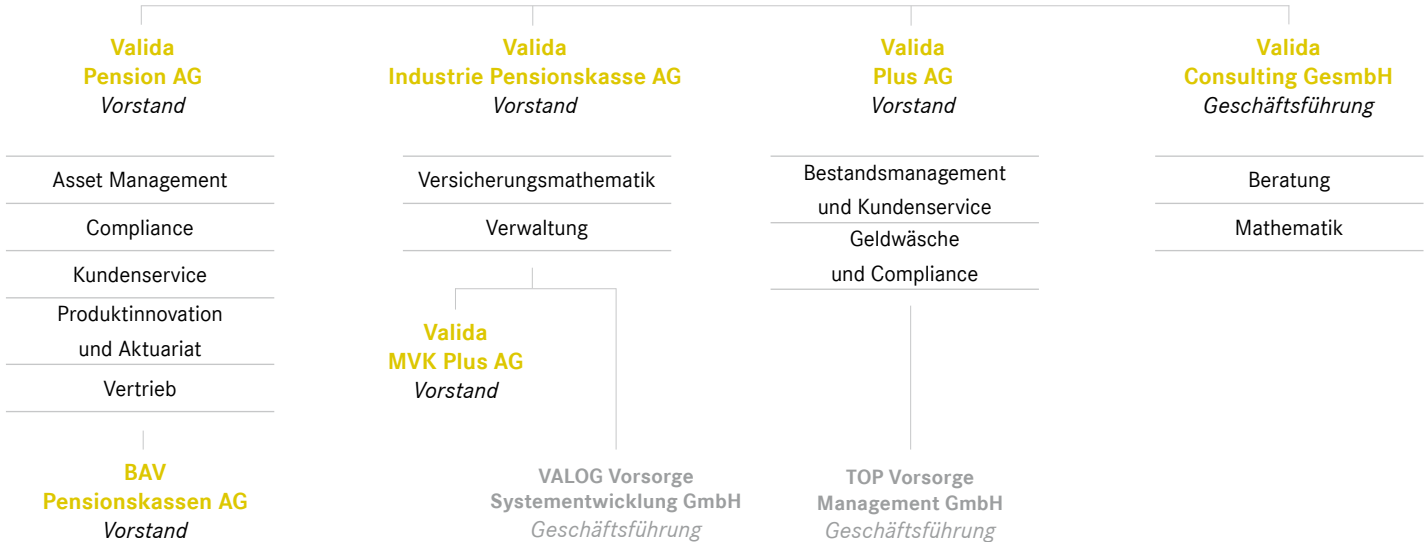 Valida
Pension AG
Vorstand
Asset Management
Compliance
Kundenservice
Produktinnovation
und Aktuariat
Vertrieb
BAV
Pensionskassen AG
Vorstand
Valida
Industrie Pensionskasse AG
Vorstand
Versicherungsmathematik
Verwaltung
Valida
MVK Plus AG
Vorstand
VALOG Vorsorge
Systementwicklung GmbH
Geschäftsführung
Valida
Plus AG
Vorstand
Bestandsmanagement
und Kundenservice
Geldwäsche
und Compliance
TOP Vorsorge
Management GmbH
Geschäftsführung
Valida
Consulting GesmbH
Geschäftsführung
Beratung
Mathematik